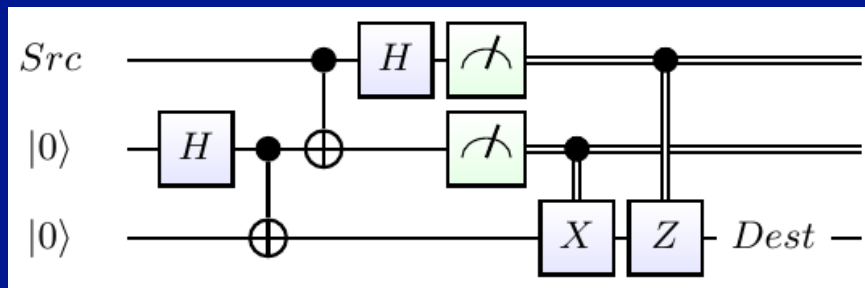 Src H
|0⟩ H
|0⟩ X Z Dest